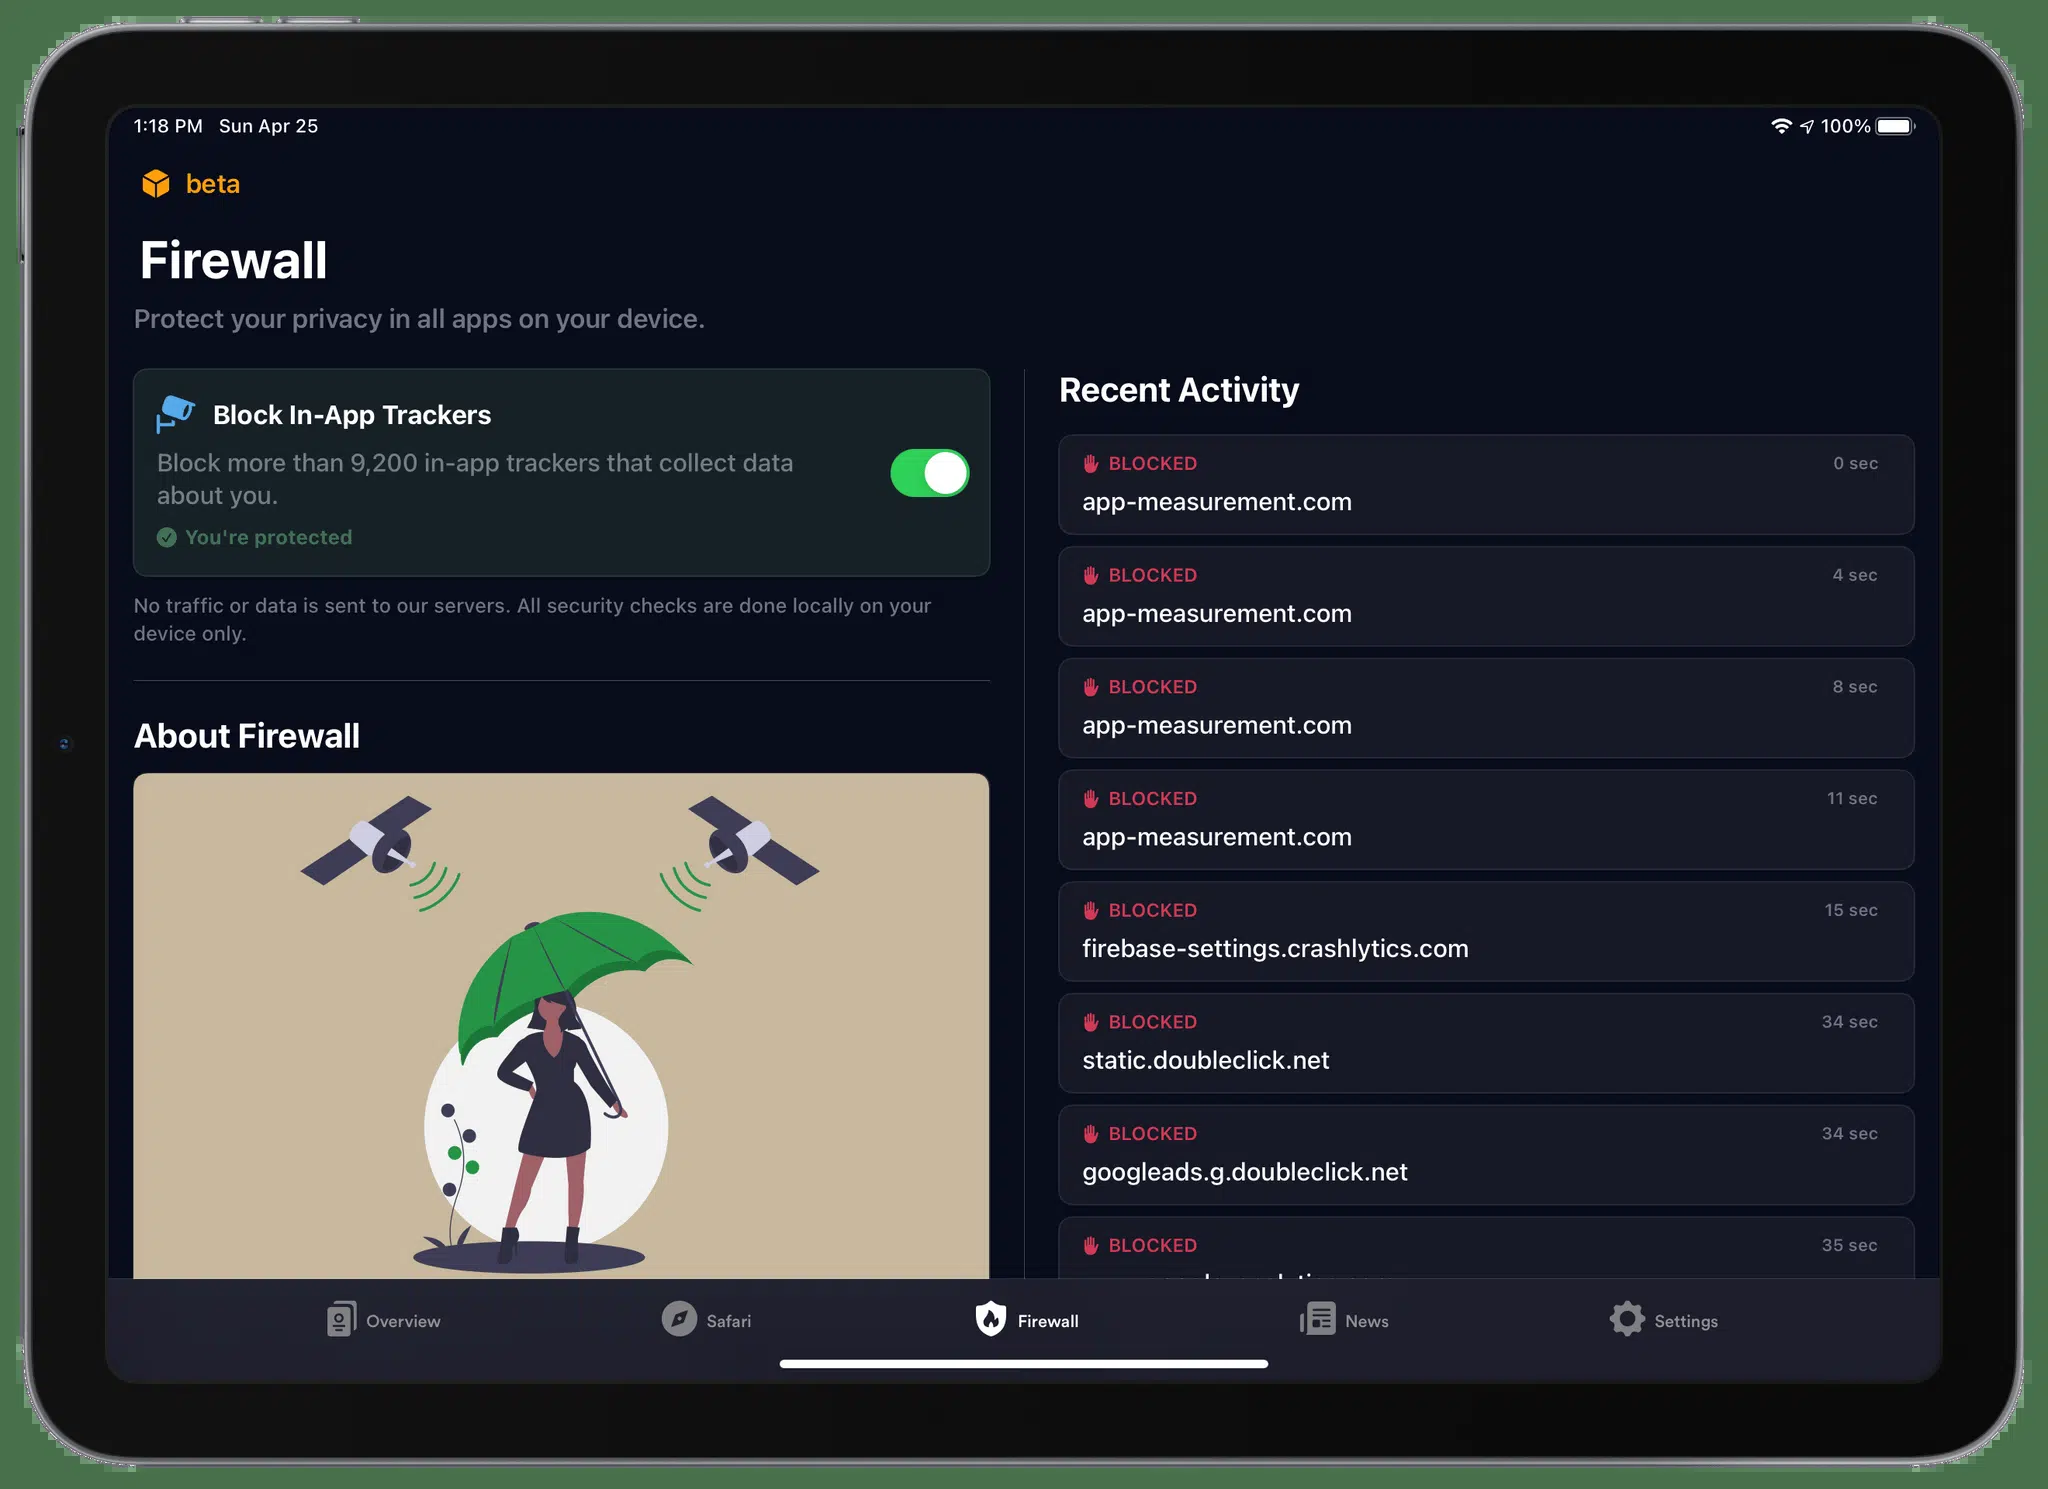 1:18 PM Sun Apr 25
100%
beta
Firewall
Protect your privacy in all apps on your device.
Block In-App Trackers
Block more than 9,200 in-app trackers that collect data
about you.
You're protected
No traffic or data is sent to our servers. All security checks are done locally on your
device only.
About Firewall
Recent Activity
BLOCKED 0 sec
app-measurement.com
BLOCKED 4 sec
app-measurement.com
BLOCKED 8 sec
app-measurement.com
BLOCKED 11 sec
app-measurement.com
BLOCKED 15 sec
firebase-settings.crashlytics.com
BLOCKED 34 sec
static.doubleclick.net
BLOCKED 34 sec
googleads.g.doubleclick.net
BLOCKED 35 sec
Overview
Safari
Firewall
News
Settings